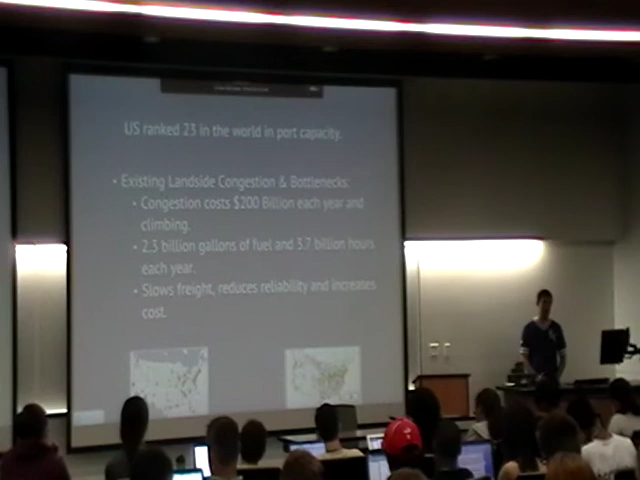 US ranked 23 in the world in port capacity.
• Existing Landside Congestion & Bottlenecks:
• Congestion costs $200 Billion each year and
climbing.
• 2.3 billion gallons of fuel and 3.7 billion hours
each year.
• Slows freight, reduces reliability and increases
cost.